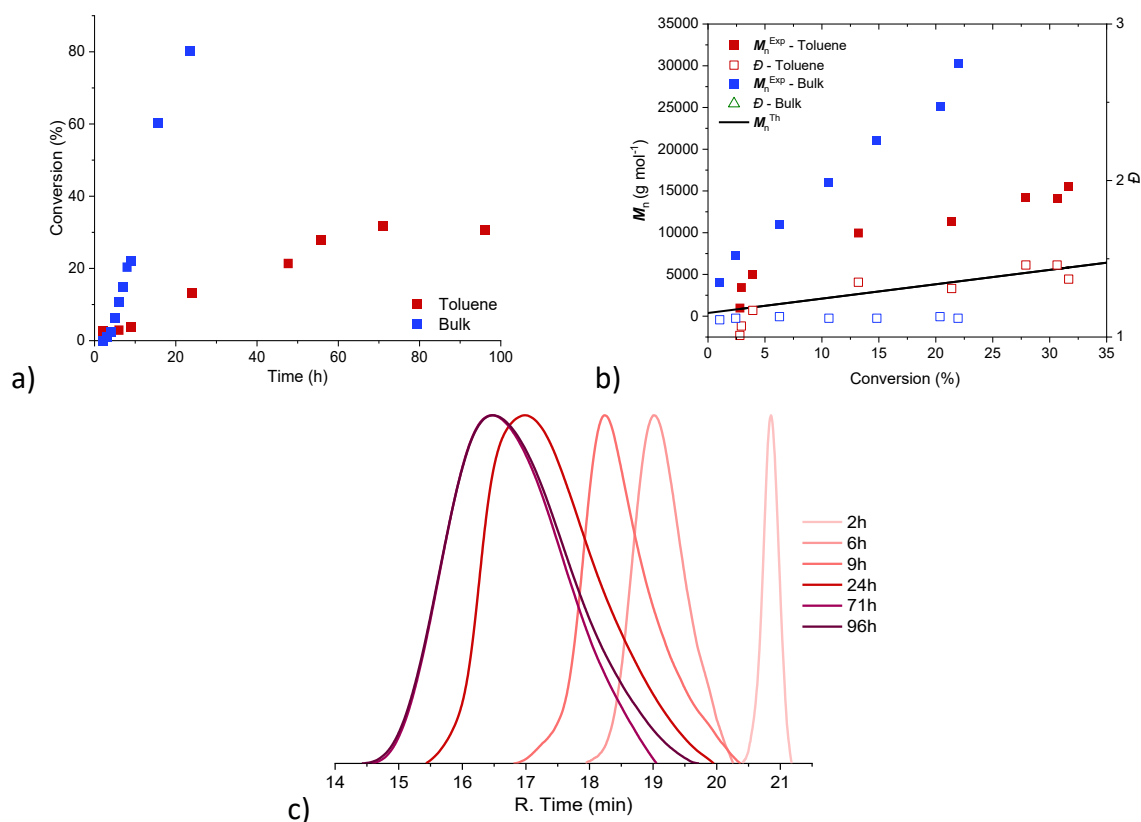 80
60
40
20
0
Conversion (%)
0 20 40 60 80 100
Time (h)
Toluene
Bulk
a)
35000
30000
25000
20000
15000
10000
5000
0
Mₙ (g mol⁻¹)
MₙExp - Toluene
Đ - Toluene
MₙExp - Bulk
Đ - Bulk
MₙTh
3
2
1
Đ
0 5 10 15 20 25 30 35
Conversion (%)
b)
2h
6h
9h
24h
71h
96h
14 15 16 17 18 19 20 21
R. Time (min)
c)